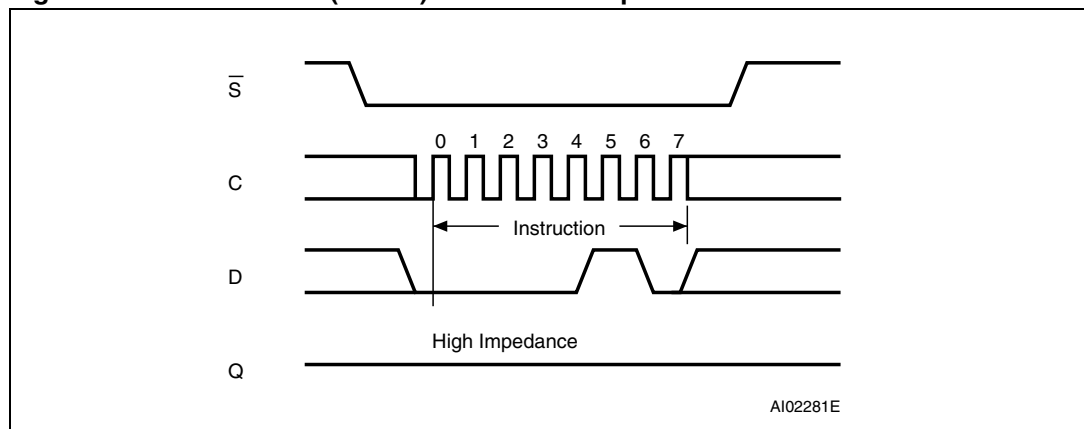 S̅
0 1 2 3 4 5 6 7
C
Instruction
D
High Impedance
Q
AI02281E